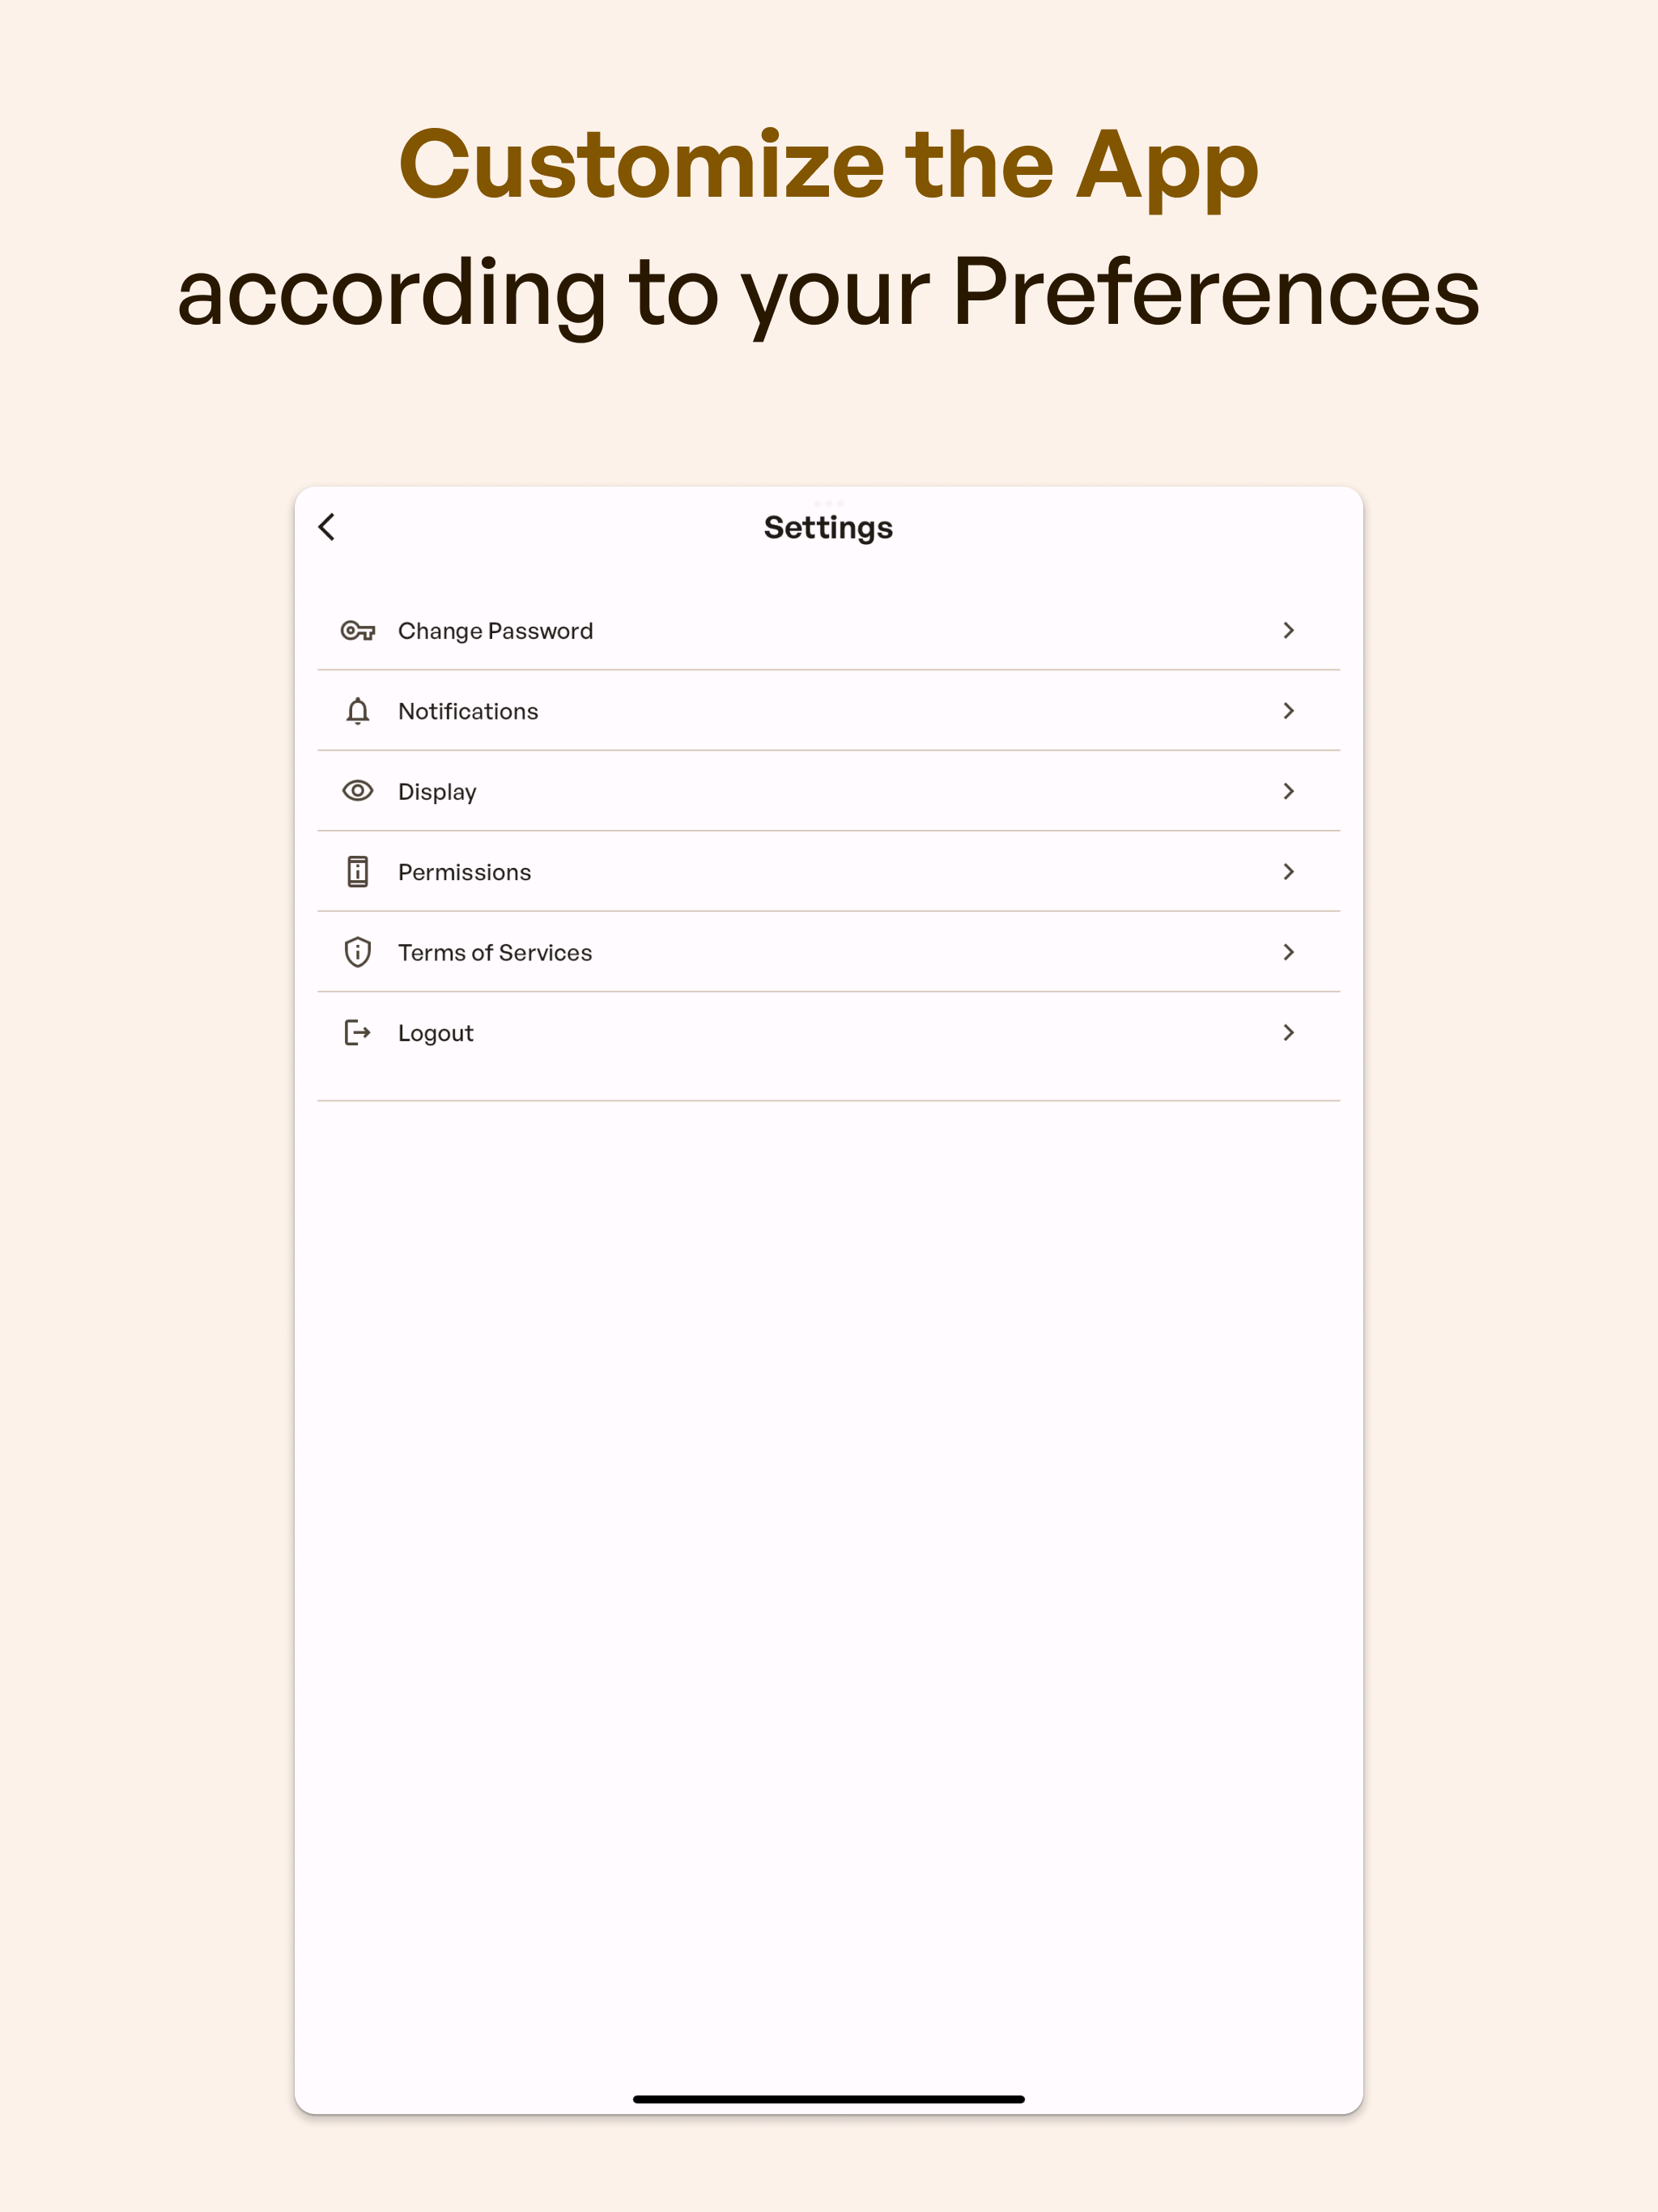 Customize the App
according to your Preferences
Settings
Change Password
Notifications
Display
Permissions
Terms of Services
Logout